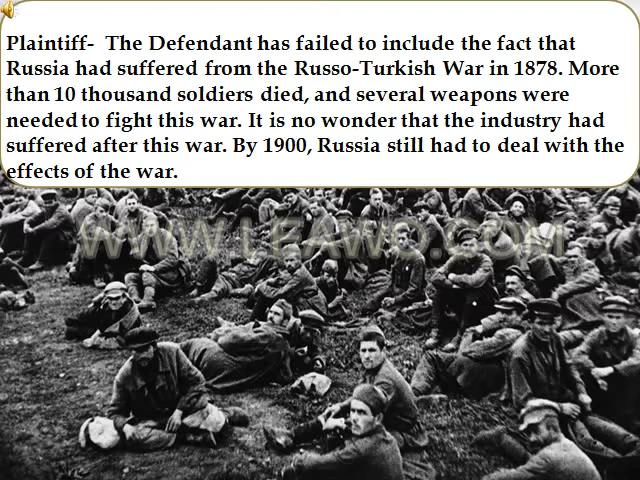 Plaintiff-  The Defendant has failed to include the fact that
Russia had suffered from the Russo-Turkish War in 1878. More
than 10 thousand soldiers died, and several weapons were
needed to fight this war. It is no wonder that the industry had
suffered after this war. By 1900, Russia still had to deal with the
effects of the war.
WWW.LEAWO.COM